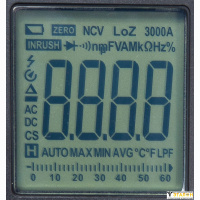 ZERO NCV LoZ 3000A
INRUSH nmFVAMkΩHz%
8.8.8.8
AC
DC
CS
H AUTO MAX MIN AVG °C°F LPF
0 10 20 30 40 50 60